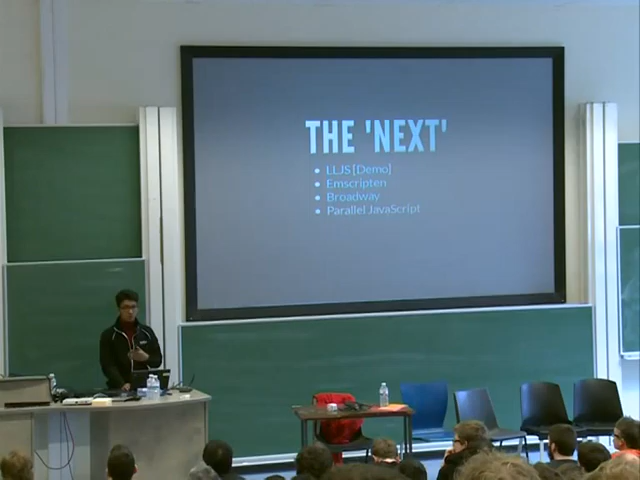 THE 'NEXT'
• LLJS [Demo]
• Emscripten
• Broadway
• Parallel JavaScript